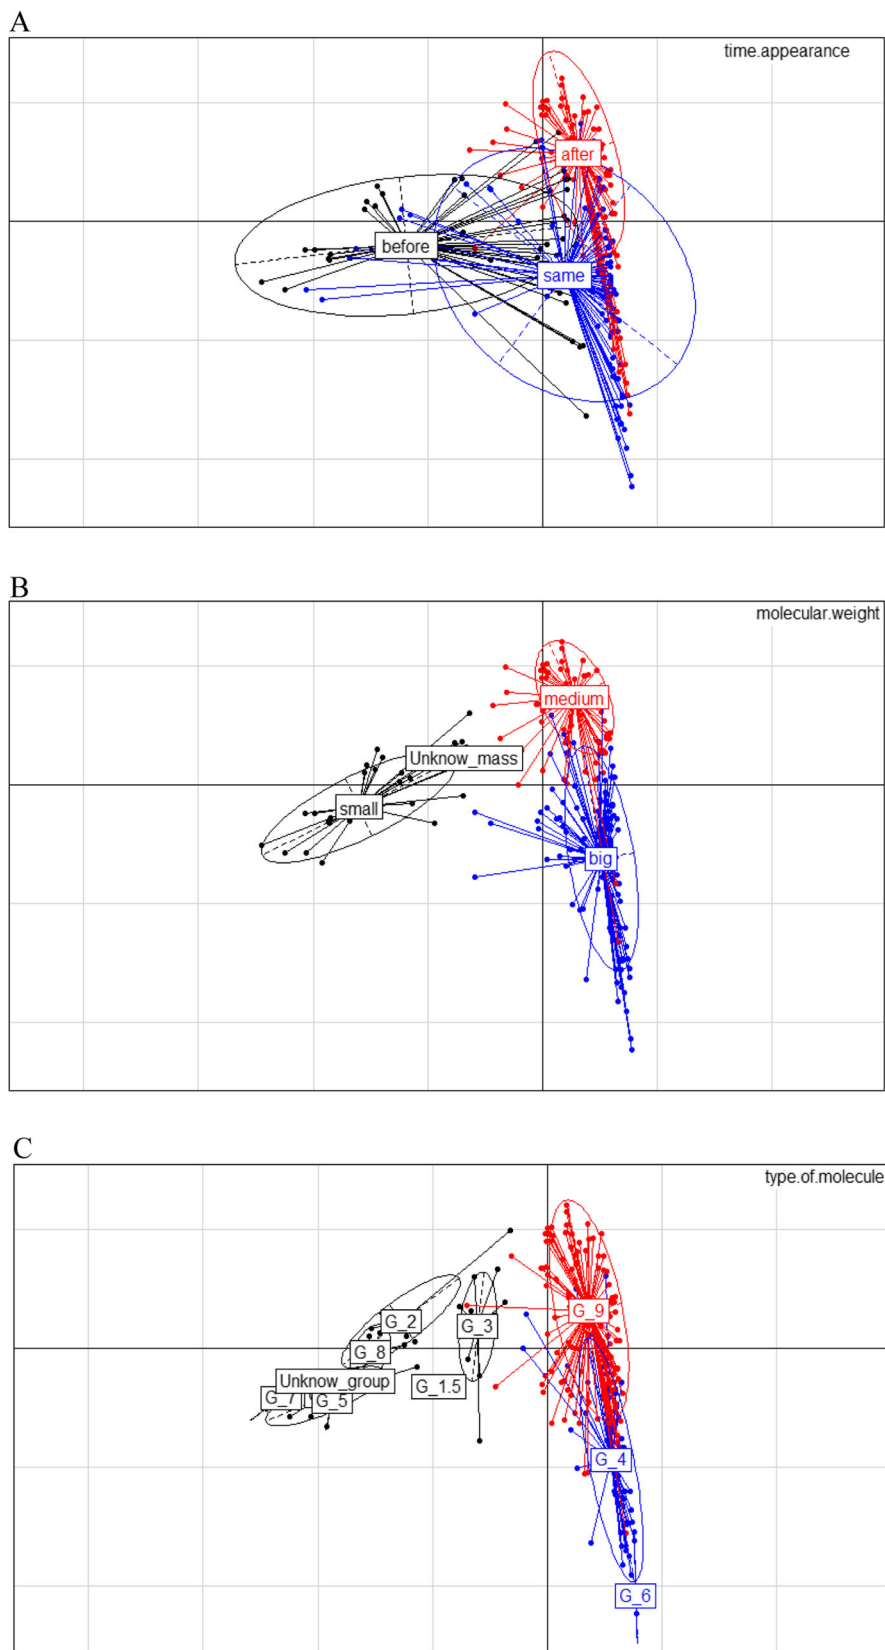 A
time.appearance
after
before
same
B
molecular.weight
medium
Unknow_mass
small
big
C
type.of.molecule
G_9
G_2
G_3
G_8
Unknow_group
G_1.5
G_7
G_5
G_4
G_6